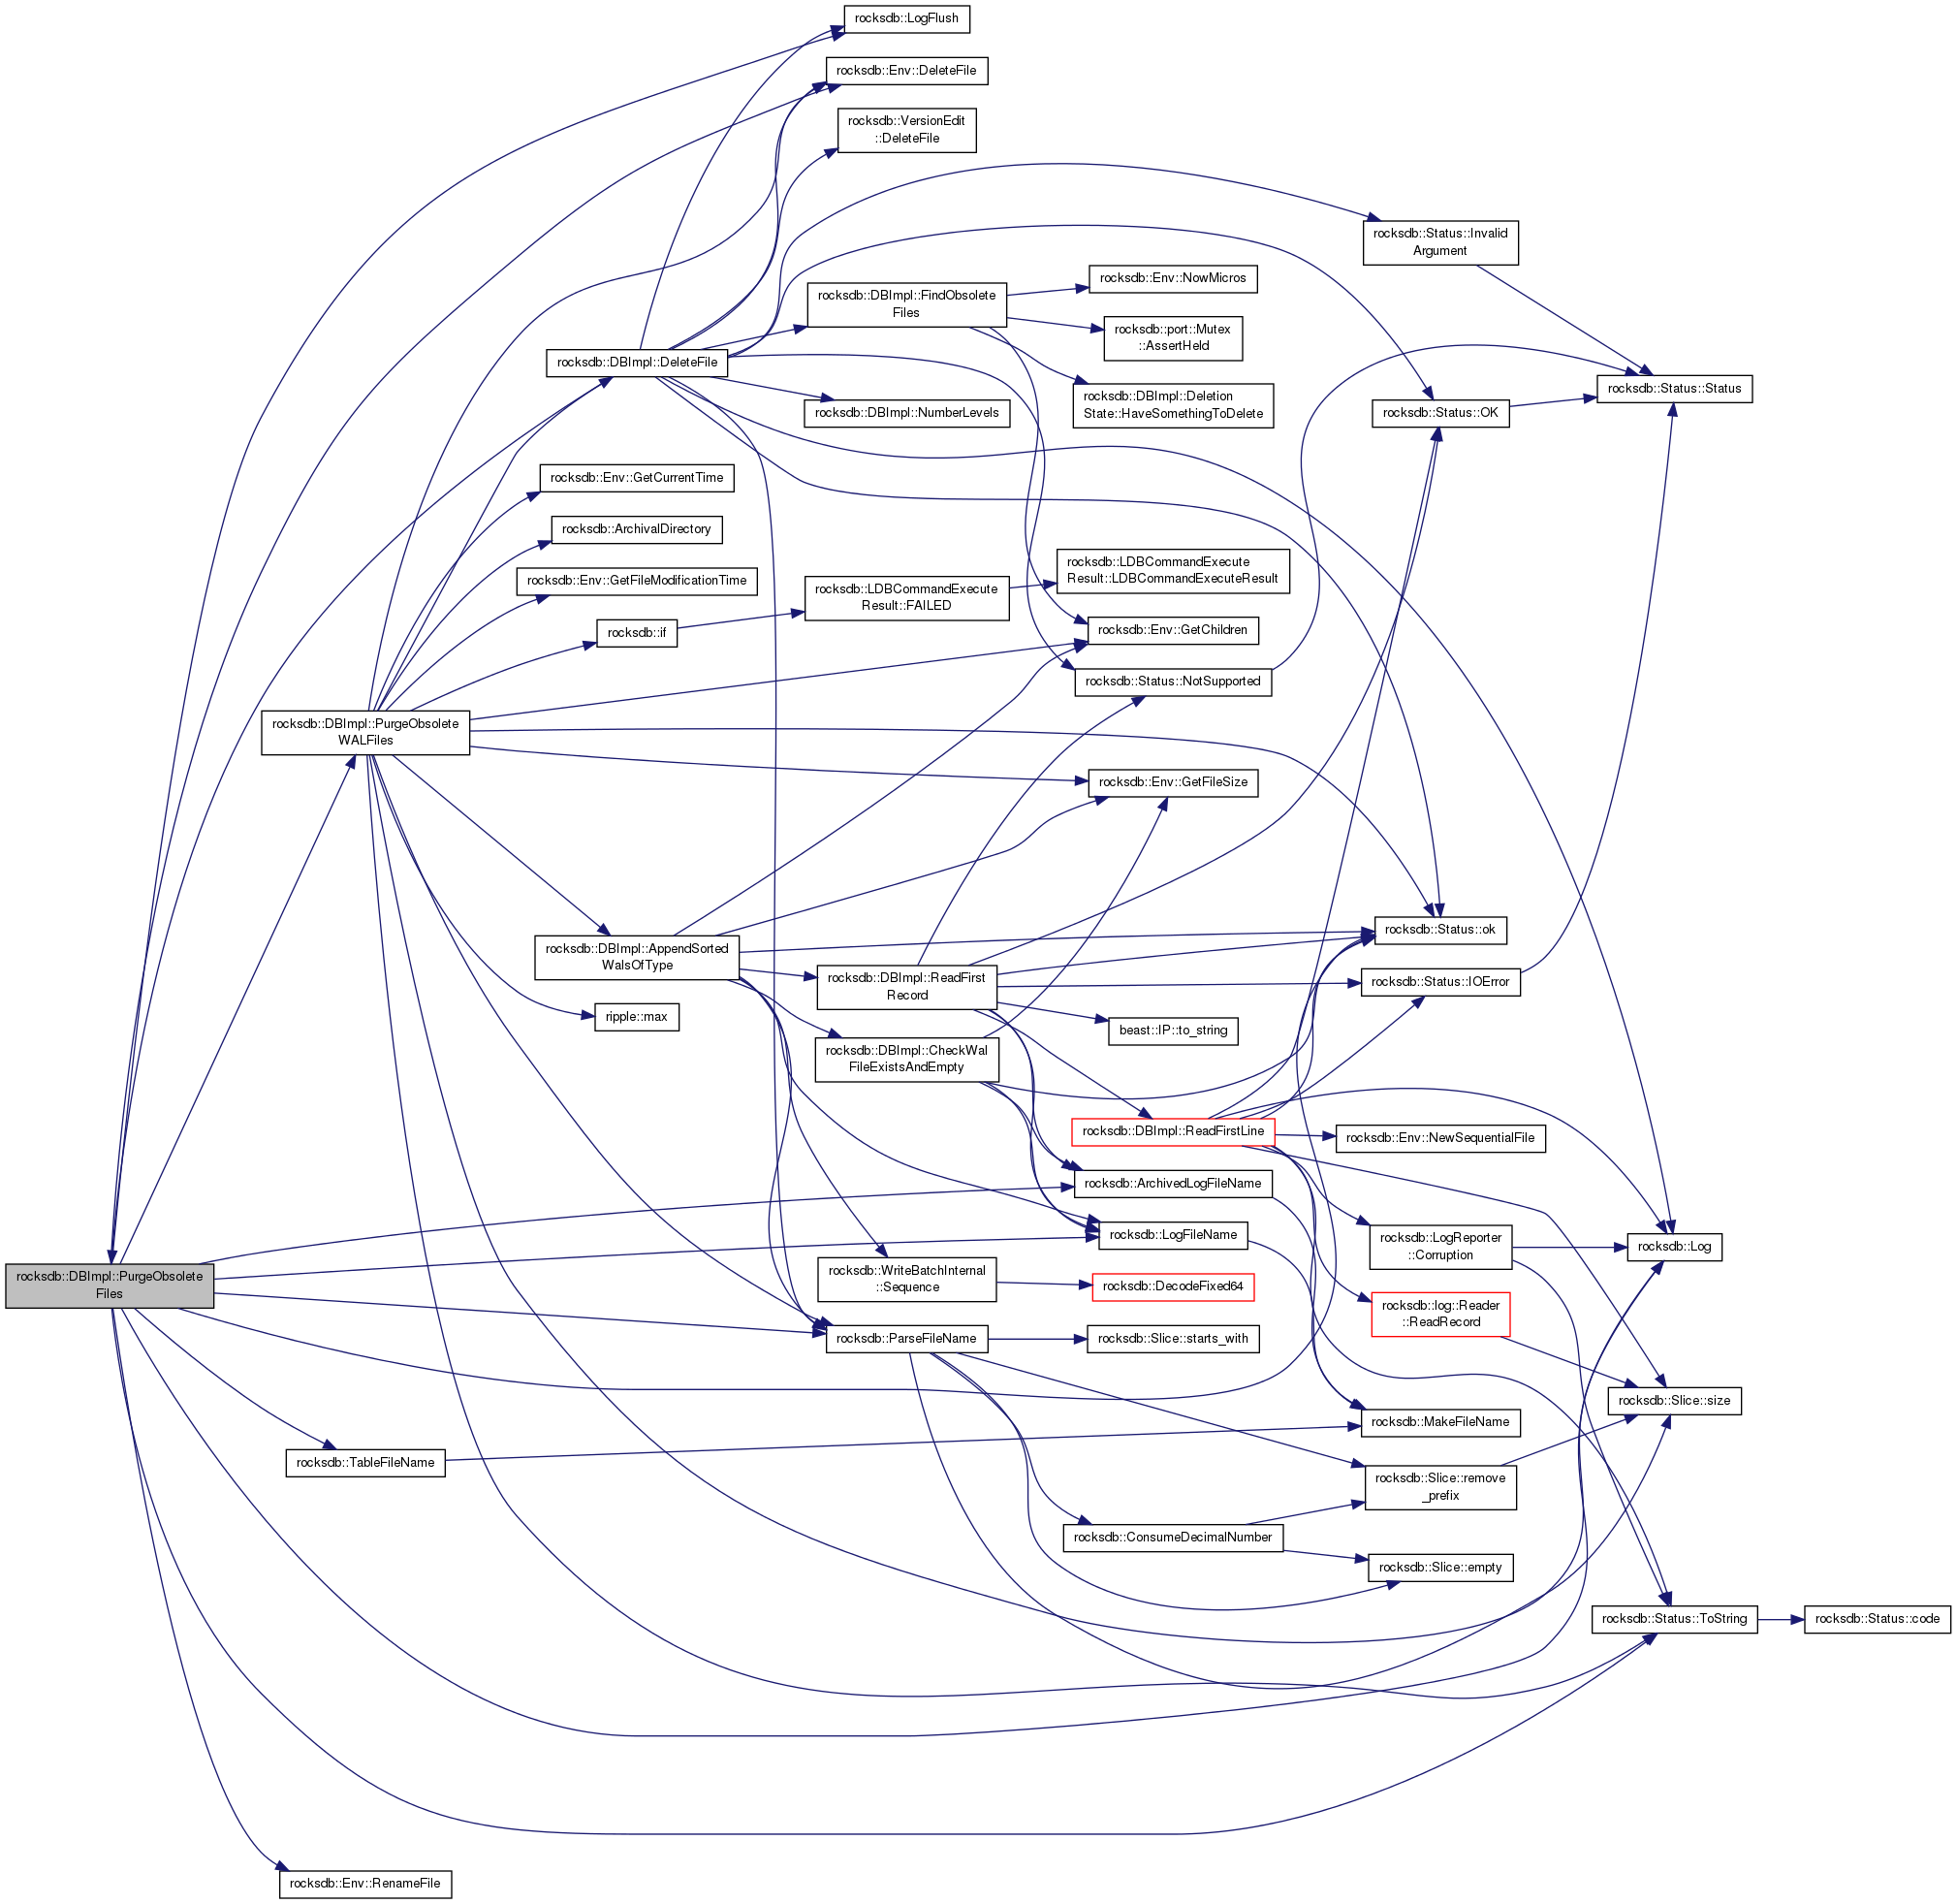 rocksdb::LogFlush
rocksdb::Env::DeleteFile
rocksdb::VersionEdit
::DeleteFile
rocksdb::Status::Invalid
Argument
rocksdb::Env::NowMicros
rocksdb::DBImpl::FindObsolete
Files
rocksdb::port::Mutex
::AssertHeld
rocksdb::DBImpl::DeleteFile
rocksdb::Status::Status
rocksdb::DBImpl::Deletion
State::HaveSomethingToDelete
rocksdb::DBImpl::NumberLevels
rocksdb::Status::OK
rocksdb::Env::GetCurrentTime
rocksdb::ArchivalDirectory
rocksdb::LDBCommandExecute
Result::LDBCommandExecuteResult
rocksdb::Env::GetFileModificationTime
rocksdb::LDBCommandExecute
Result::FAILED
rocksdb::if
rocksdb::Env::GetChildren
rocksdb::Status::NotSupported
rocksdb::DBImpl::PurgeObsolete
WALFiles
rocksdb::Env::GetFileSize
rocksdb::Status::ok
rocksdb::DBImpl::AppendSorted
WalsOfType
rocksdb::DBImpl::ReadFirst
Record
rocksdb::Status::IOError
ripple::max
beast::IP::to_string
rocksdb::DBImpl::CheckWal
FileExistsAndEmpty
rocksdb::DBImpl::ReadFirstLine
rocksdb::Env::NewSequentialFile
rocksdb::ArchivedLogFileName
rocksdb::LogFileName
rocksdb::LogReporter
::Corruption
rocksdb::Log
rocksdb::DBImpl::PurgeObsolete
Files
rocksdb::WriteBatchInternal
::Sequence
rocksdb::DecodeFixed64
rocksdb::log::Reader
::ReadRecord
rocksdb::ParseFileName
rocksdb::Slice::starts_with
rocksdb::Slice::size
rocksdb::MakeFileName
rocksdb::TableFileName
rocksdb::Slice::remove
_prefix
rocksdb::ConsumeDecimalNumber
rocksdb::Slice::empty
rocksdb::Status::ToString
rocksdb::Status::code
rocksdb::Env::RenameFile